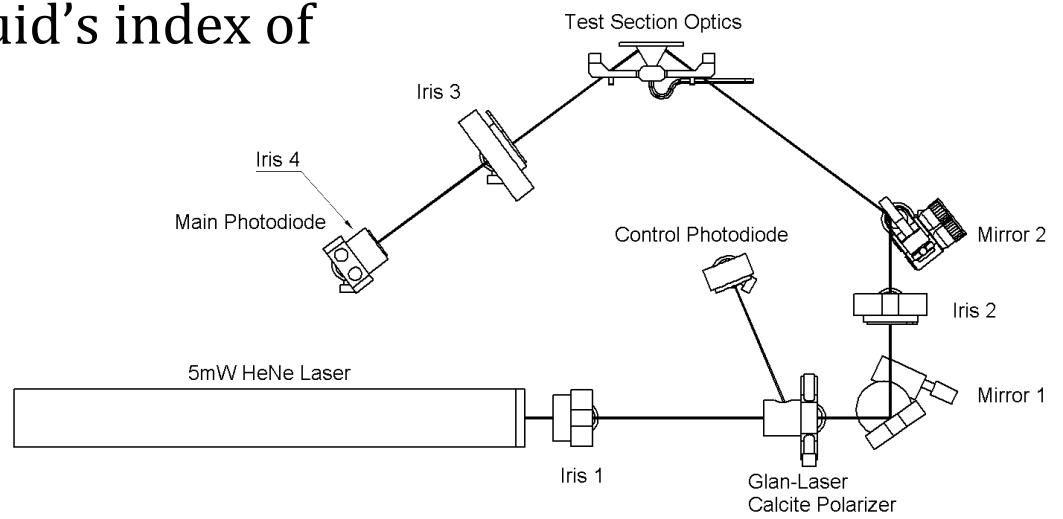 index of
Test Section Optics
Iris 3
Iris 4
Main Photodiode
Control Photodiode
Mirror 2
Iris 2
5mW HeNe Laser
Mirror 1
Iris 1
Glan-Laser
Calcite Polarizer